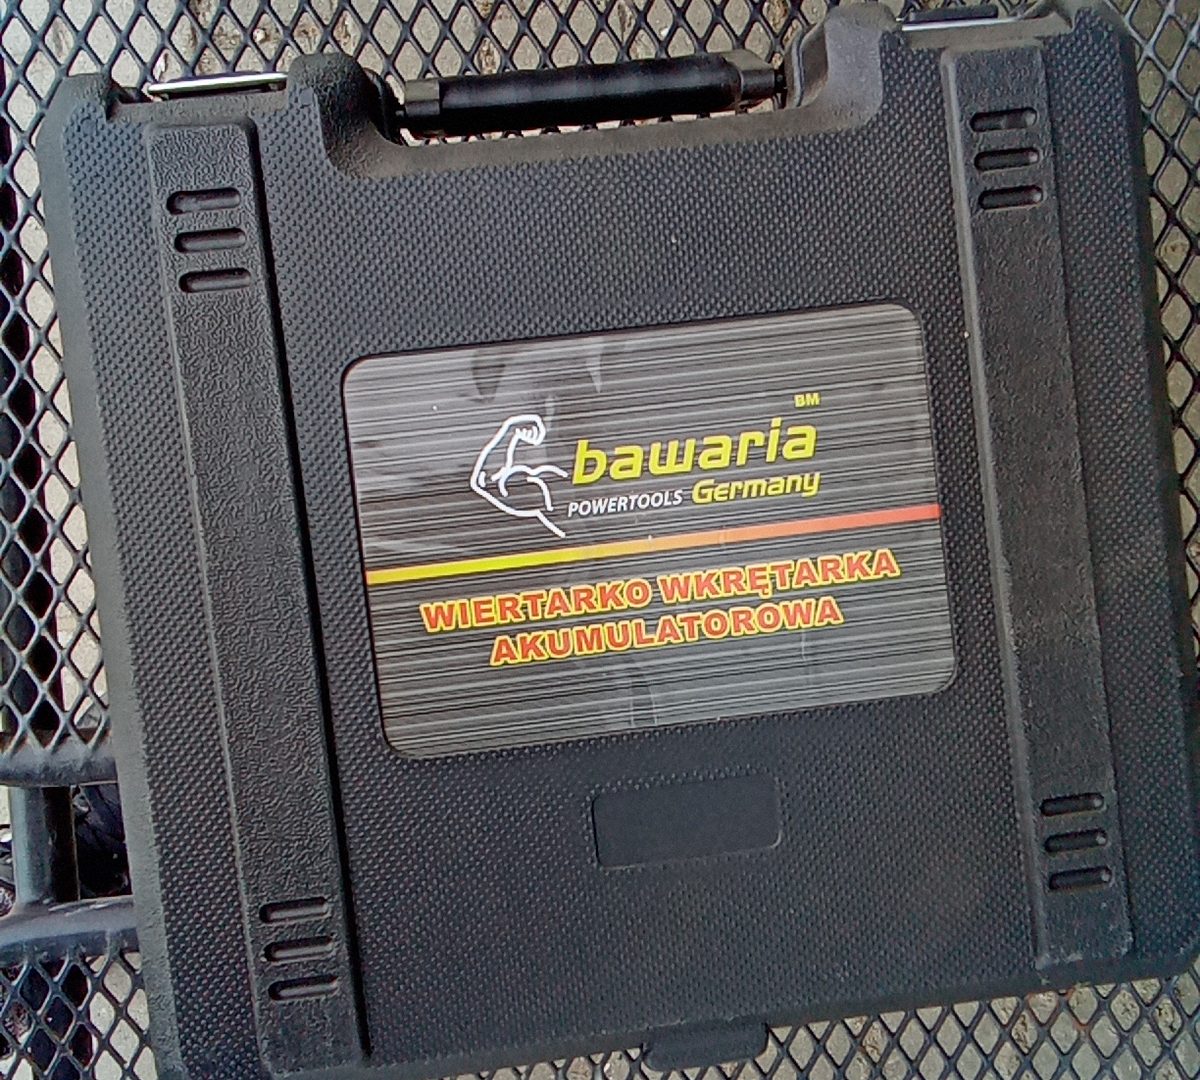 BM
bawaria
POWERTOOLS Germany
WIERTARKO WKRĘTARKA
AKUMULATOROWA